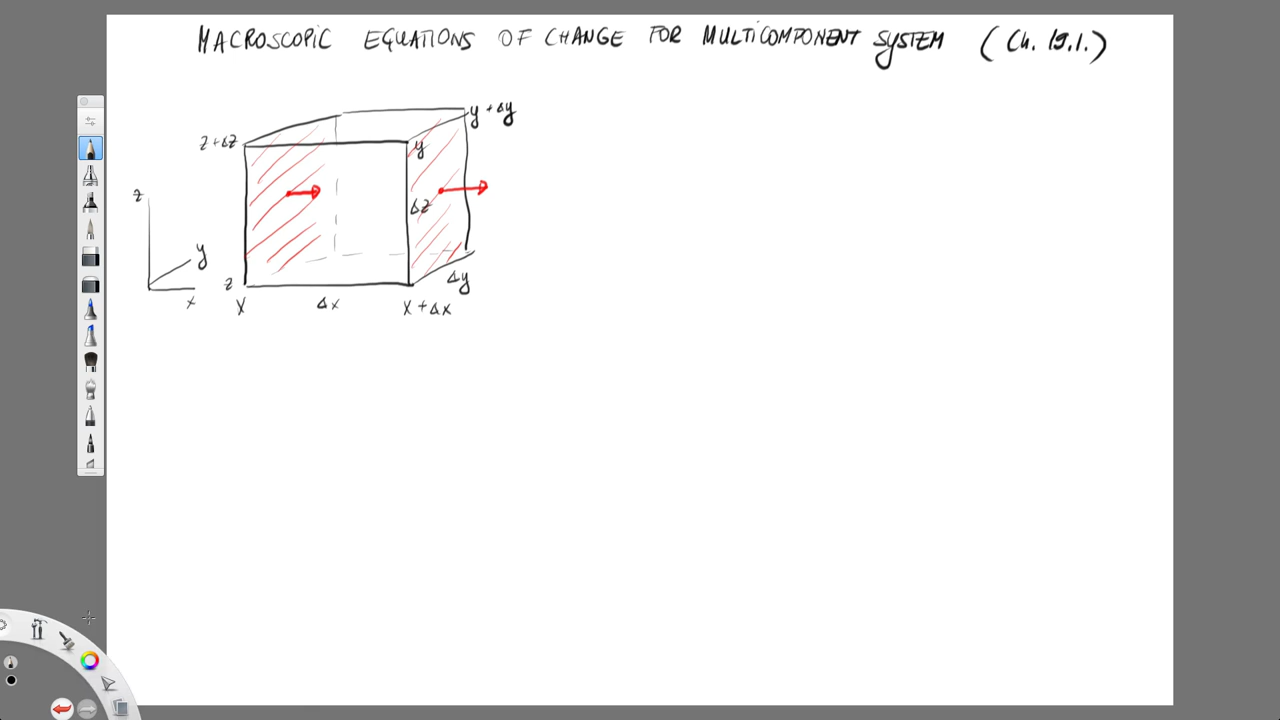 MACROSCOPIC EQUATIONS OF CHANGE FOR MULTICOMPONENT SYSTEM (Ch. 19.1.)
y + Δy
z + Δz
y
z
Δz
y
z
Δy
x
x
Δx
x + Δx